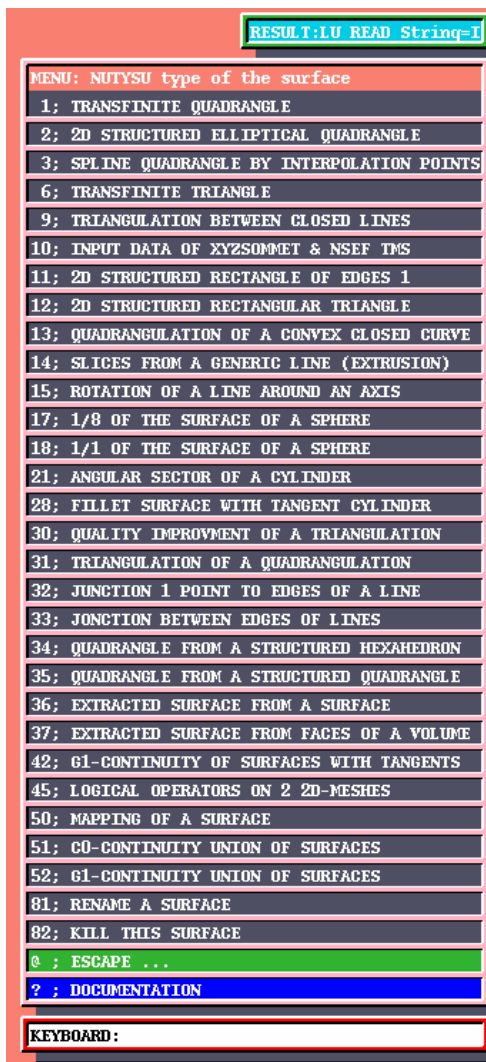 RESULT:LU READ String=I
MENU: NUTYSU type of the surface
1; TRANSFINITE QUADRANGLE
2; 2D STRUCTURED ELLIPTICAL QUADRANGLE
3; SPLINE QUADRANGLE BY INTERPOLATION POINTS
6; TRANSFINITE TRIANGLE
9; TRIANGULATION BETWEEN CLOSED LINES
10; INPUT DATA OF XYZSOMMET & NSEF TMS
11; 2D STRUCTURED RECTANGLE OF EDGES 1
12; 2D STRUCTURED RECTANGULAR TRIANGLE
13; QUADRANGULATION OF A CONVEX CLOSED CURVE
14; SLICES FROM A GENERIC LINE (EXTRUSION)
15; ROTATION OF A LINE AROUND AN AXIS
17; 1/8 OF THE SURFACE OF A SPHERE
18; 1/1 OF THE SURFACE OF A SPHERE
21; ANGULAR SECTOR OF A CYLINDER
28; FILLET SURFACE WITH TANGENT CYLINDER
30; QUALITY IMPROVMENT OF A TRIANGULATION
31; TRIANGULATION OF A QUADRANGULATION
32; JUNCTION 1 POINT TO EDGES OF A LINE
33; JONCTION BETWEEN EDGES OF LINES
34; QUADRANGLE FROM A STRUCTURED HEXAHEDRON
35; QUADRANGLE FROM A STRUCTURED QUADRANGLE
36; EXTRACTED SURFACE FROM A SURFACE
37; EXTRACTED SURFACE FROM FACES OF A VOLUME
42; G1-CONTINUITY OF SURFACES WITH TANGENTS
45; LOGICAL OPERATORS ON 2 2D-MESHES
50; MAPPING OF A SURFACE
51; C0-CONTINUITY UNION OF SURFACES
52; G1-CONTINUITY UNION OF SURFACES
81; RENAME A SURFACE
82; KILL THIS SURFACE
@ ; ESCAPE ...
? ; DOCUMENTATION
KEYBOARD: